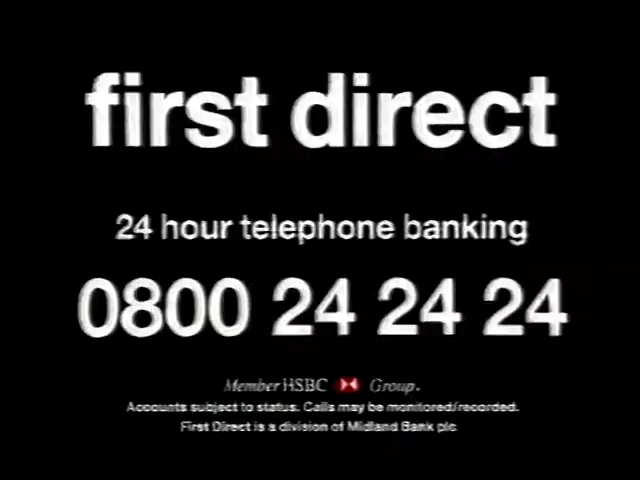 first direct
24 hour telephone banking
0800 24 24 24
Member HSBC Group.
Accounts subject to status. Calls may be monitored/recorded.
First Direct is a division of Midland Bank plc